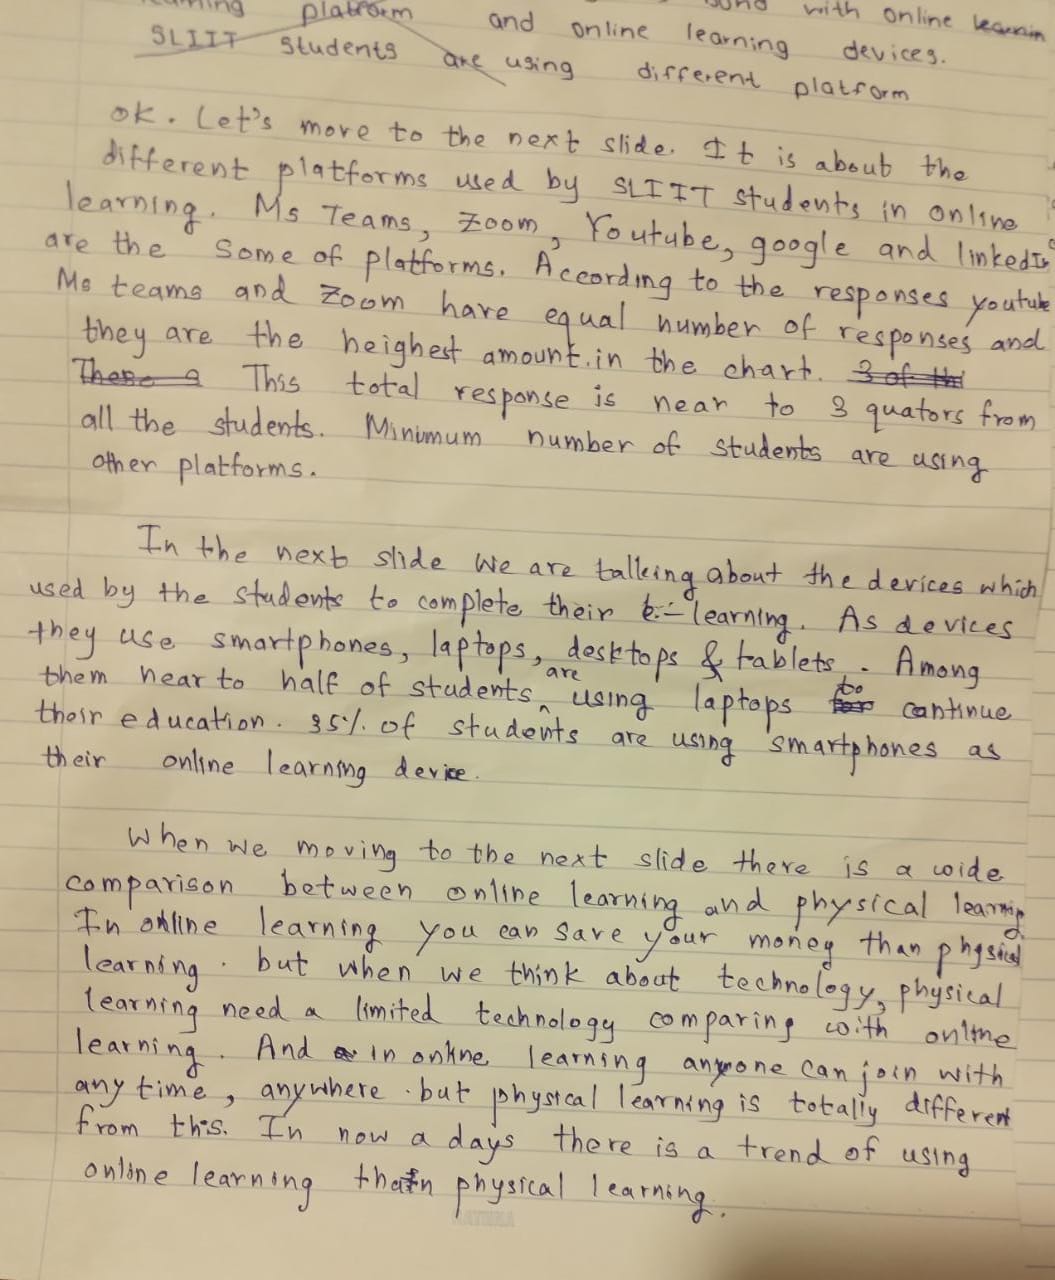 platform and online learning devices. with online learnin
SLIIT students are using different platform
ok. Let's more to the next slide. It is about the
different platforms used by SLIIT students in online
learning. Ms Teams, Zoom, Youtube, google and linkedIn
are the some of platforms. According to the responses youtube
Ms teams and zoom have equal number of responses and
they are the heighest amount.in the chart. 3 of the
There a This total response is near to 3 quators from
all the students. Minimum number of students are using
other platforms.
In the next slide we are talking about the devices which
used by the students to complete their e-learning. As devices
they use smartphones, laptops, desktops & tablets. Among
them near to half of students are using laptops for to continue
their education. 35% of students are using smartphones as
their online learning device.
When we moving to the next slide there is a wide
comparison between online learning and physical learning
In online learning you can save your money than physical
learning. but when we think about technology, physical
learning need a limited technology comparing with online
learning. And in online learning anyone can join with
any time, anywhere. but physical learning is totally different
from this. In now a days there is a trend of using
online learning than physical learning.